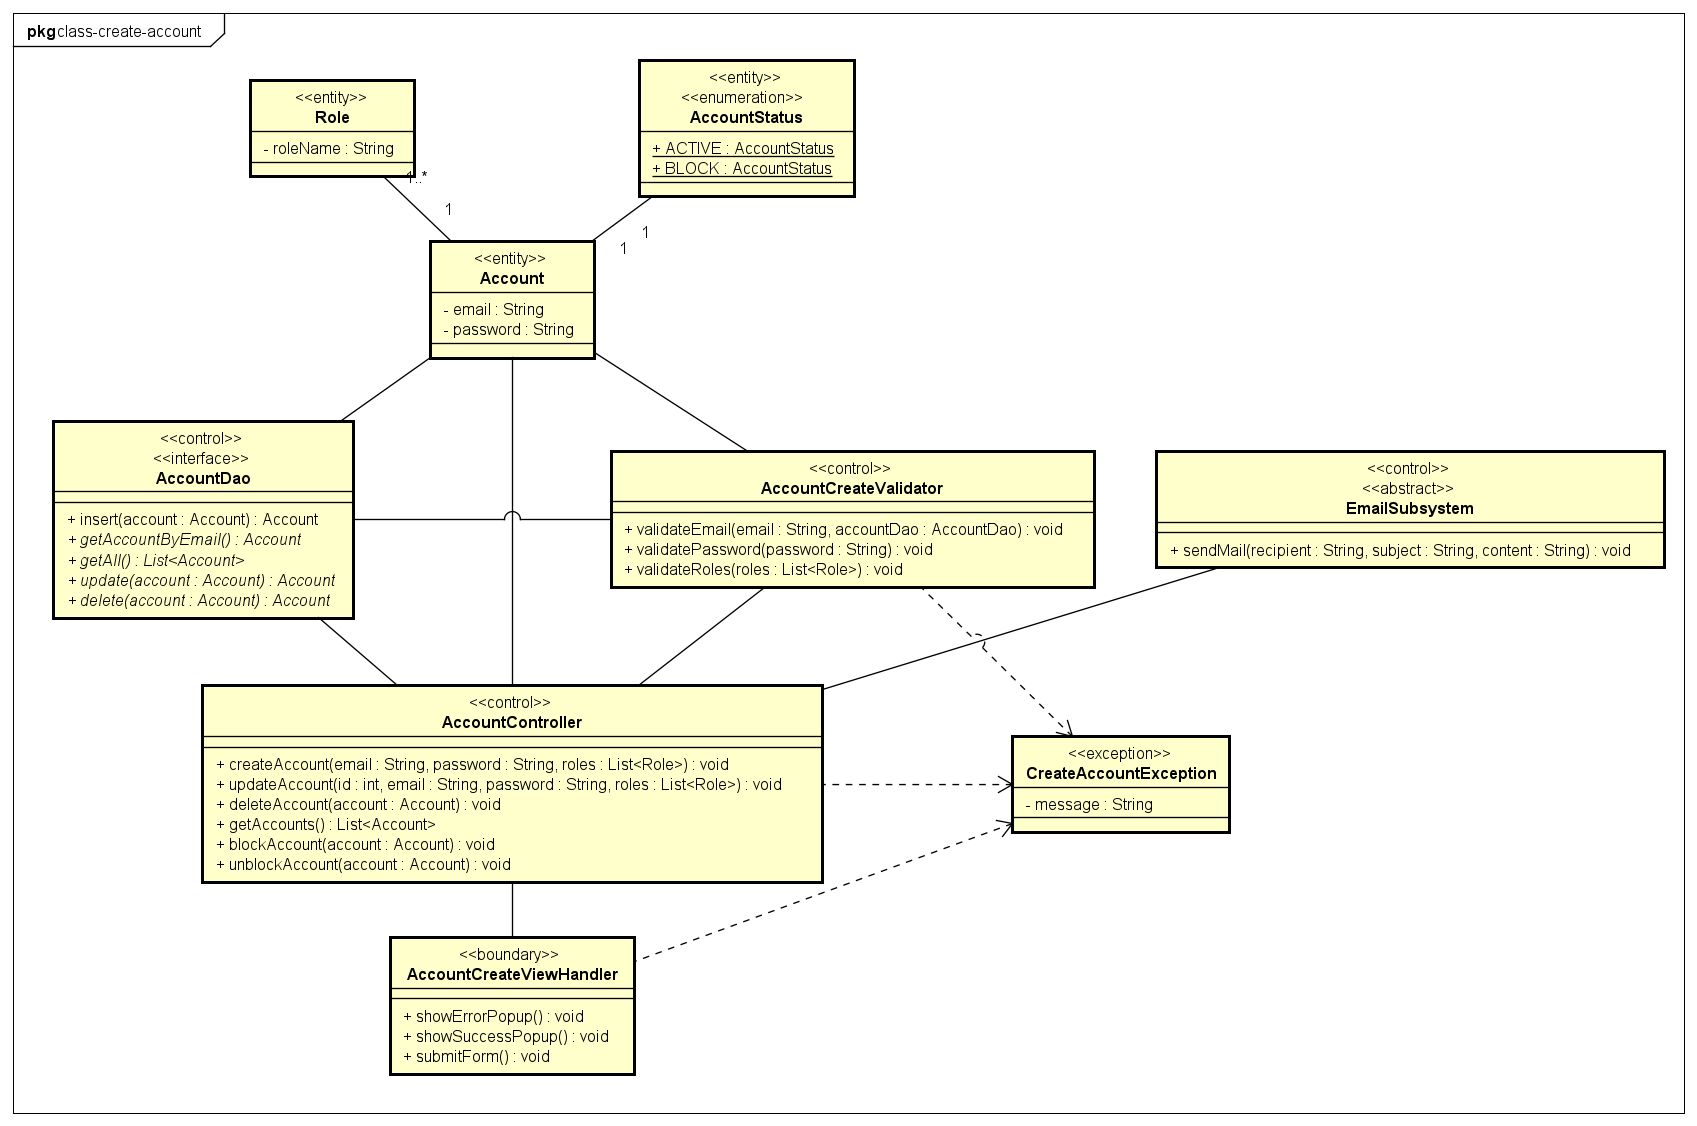 pkg class-create-account
<<entity>>
Role
- roleName : String
<<entity>>
<<enumeration>>
AccountStatus
+ ACTIVE : AccountStatus
+ BLOCK : AccountStatus
1..*
1
1
1
<<entity>>
Account
- email : String
- password : String
<<control>>
<<interface>>
AccountDao
+ insert(account : Account) : Account
+ getAccountByEmail() : Account
+ getAll() : List<Account>
+ update(account : Account) : Account
+ delete(account : Account) : Account
<<control>>
AccountCreateValidator
+ validateEmail(email : String, accountDao : AccountDao) : void
+ validatePassword(password : String) : void
+ validateRoles(roles : List<Role>) : void
<<control>>
<<abstract>>
EmailSubsystem
+ sendMail(recipient : String, subject : String, content : String) : void
<<control>>
AccountController
+ createAccount(email : String, password : String, roles : List<Role>) : void
+ updateAccount(id : int, email : String, password : String, roles : List<Role>) : void
+ deleteAccount(account : Account) : void
+ getAccounts() : List<Account>
+ blockAccount(account : Account) : void
+ unblockAccount(account : Account) : void
<<exception>>
CreateAccountException
- message : String
<<boundary>>
AccountCreateViewHandler
+ showErrorPopup() : void
+ showSuccessPopup() : void
+ submitForm() : void